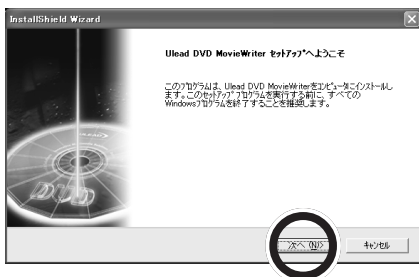 InstallShield Wizard
Ulead DVD MovieWriter セットアップへようこそ
このプログラムは、Ulead DVD MovieWriterをコンピュータにインストールし
ます。このセットアップ プログラムを実行する前に、すべての
Windowsプログラムを終了することを推奨します。
DVD
次へ (N)>
キャンセル